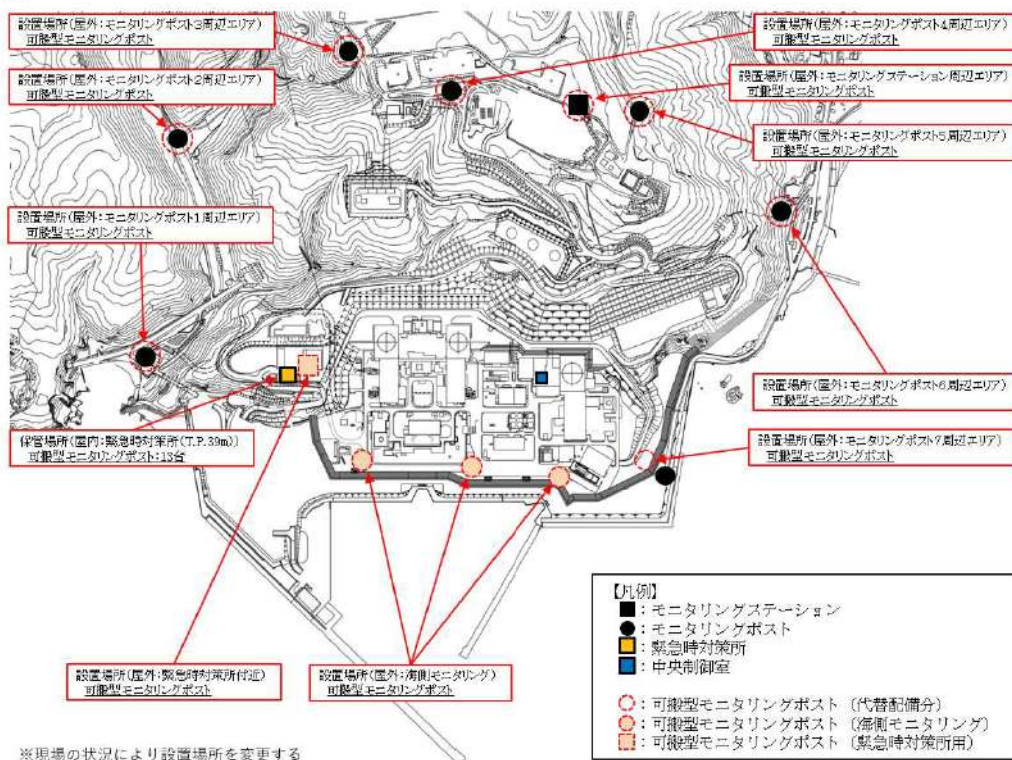 設置場所(屋外:モニタリングポスト3周辺エリア)
可搬型モニタリングポスト
設置場所(屋外:モニタリングポスト4周辺エリア)
可搬型モニタリングポスト
設置場所(屋外:モニタリングポスト2周辺エリア)
可搬型モニタリングポスト
設置場所(屋外:モニタリングステーション周辺エリア)
可搬型モニタリングポスト
設置場所(屋外:モニタリングポスト5周辺エリア)
可搬型モニタリングポスト
設置場所(屋外:モニタリングポスト1周辺エリア)
可搬型モニタリングポスト
設置場所(屋外:モニタリングポスト6周辺エリア)
可搬型モニタリングポスト
保管場所(屋内:緊急時対策所(T.P.39m))
可搬型モニタリングポスト:13台
設置場所(屋外:モニタリングポスト7周辺エリア)
可搬型モニタリングポスト
設置場所(屋外:緊急時対策所付近)
可搬型モニタリングポスト
設置場所(屋外:海側モニタリング)
可搬型モニタリングポスト
【凡例】
■:モニタリングステーション
●:モニタリングポスト
:緊急時対策所
:中央制御室
:可搬型モニタリングポスト(代替配備分)
:可搬型モニタリングポスト(海側モニタリング)
:可搬型モニタリングポスト(緊急時対策所用)
※現場の状況により設置場所を変更する